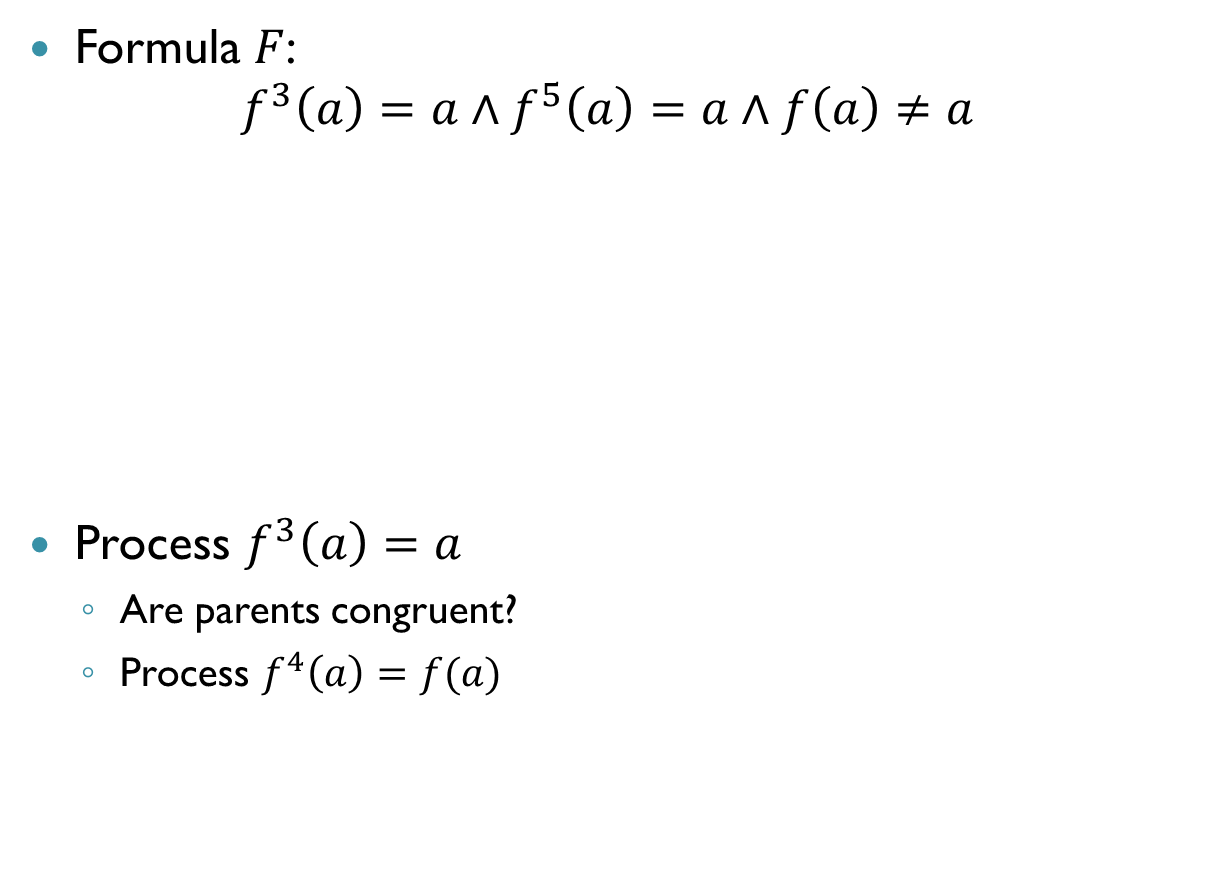 • Formula 𝐹:
𝑓³(𝑎) = 𝑎 ∧ 𝑓⁵(𝑎) = 𝑎 ∧ 𝑓(𝑎) ≠ 𝑎
• Process 𝑓³(𝑎) = 𝑎
◦ Are parents congruent?
◦ Process 𝑓⁴(𝑎) = 𝑓(𝑎)